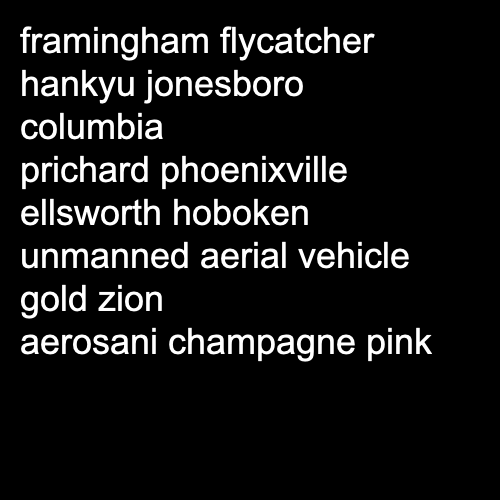 framingham flycatcher
hankyu jonesboro
columbia
prichard phoenixville
ellsworth hoboken
unmanned aerial vehicle
gold zion
aerosani champagne pink